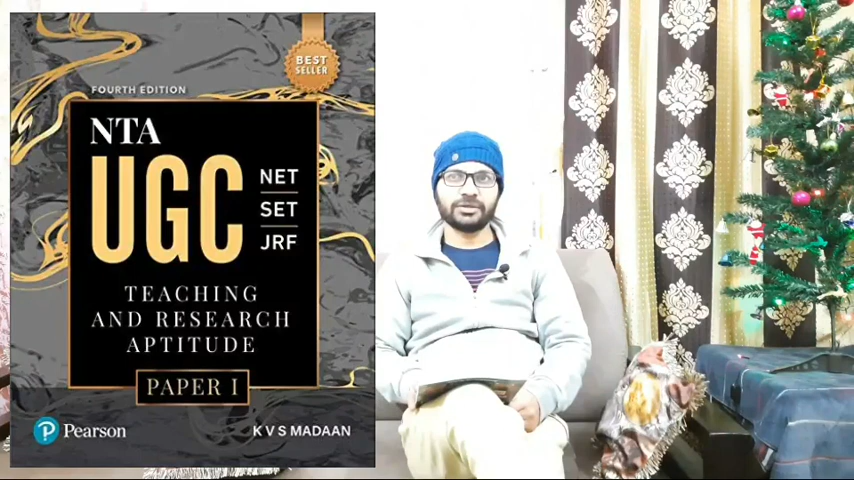 BEST
SELLER
FOURTH EDITION
NTA
UGC
NET
SET
JRF
TEACHING
AND RESEARCH
APTITUDE
PAPER I
P Pearson
K V S MADAAN